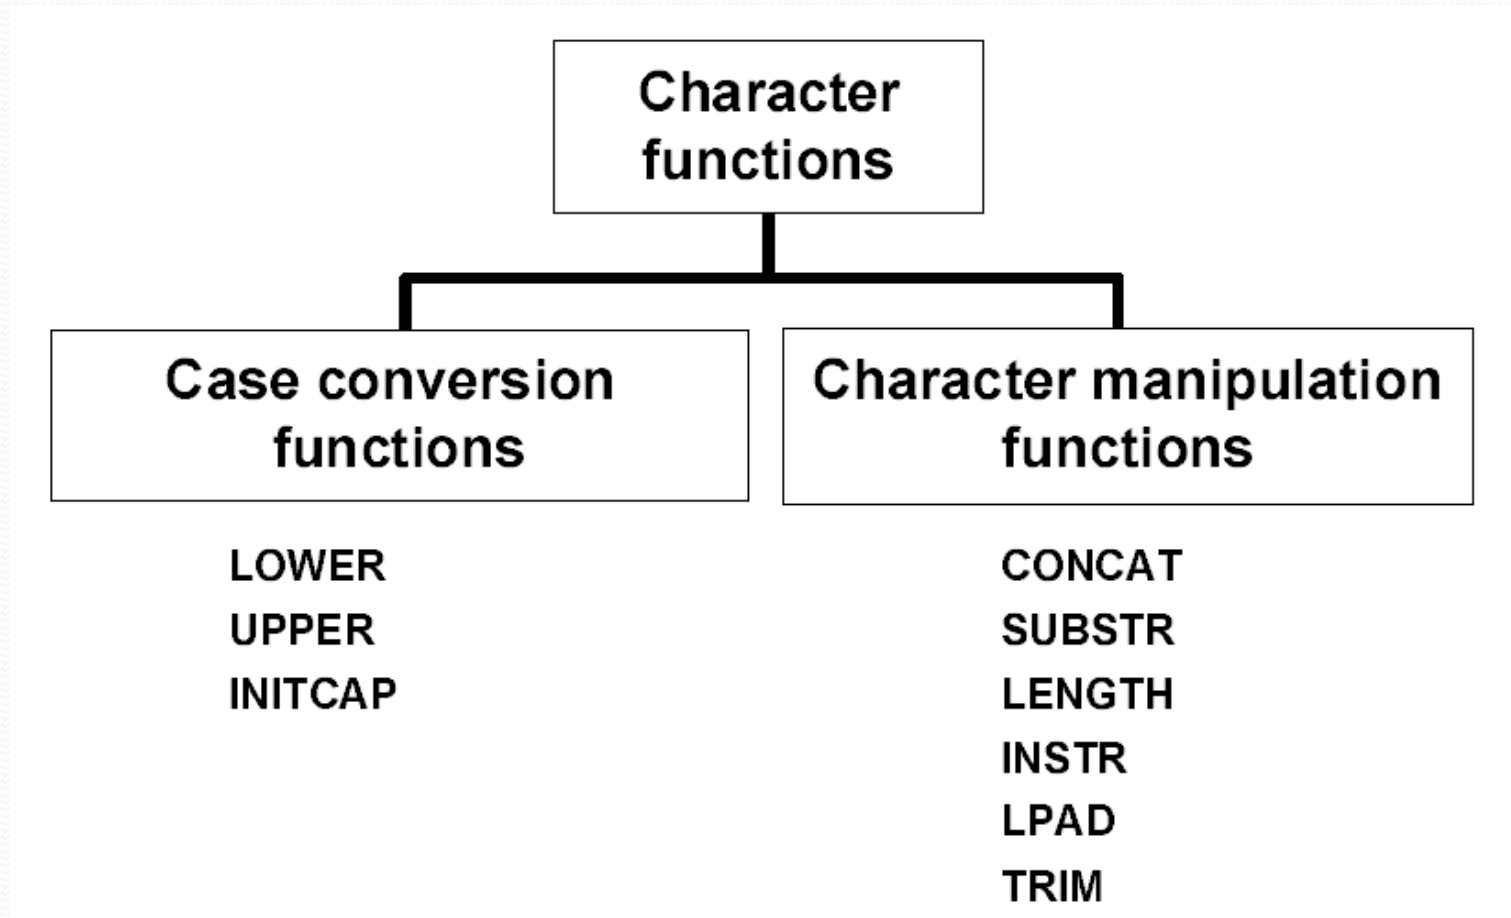 Character
functions
Case conversion
functions
Character manipulation
functions
LOWER
UPPER
INITCAP
CONCAT
SUBSTR
LENGTH
INSTR
LPAD
TRIM